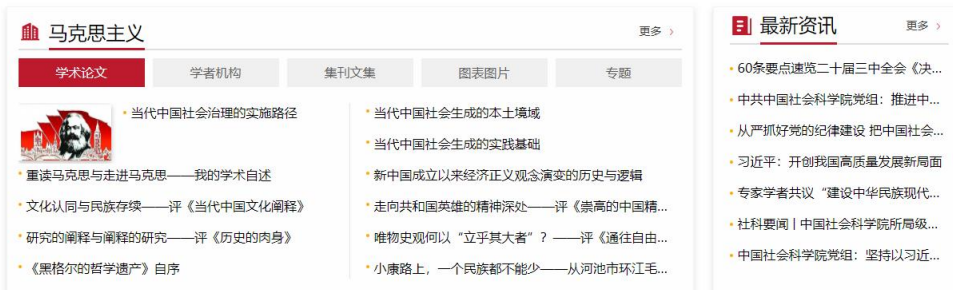 马克思主义
更多 >
学术论文
学者机构
集刊文集
图表图片
专题
当代中国社会治理的实施路径
重读马克思与走进马克思——我的学术自述
文化认同与民族存续——评《当代中国文化阐释》
研究的阐释与阐释的研究——评《历史的肉身》
《黑格尔的哲学遗产》自序
当代中国社会生成的本土境域
当代中国社会生成的实践基础
新中国成立以来经济正义观念演变的历史与逻辑
走向共和国英雄的精神深处——评《崇高的中国精...
唯物史观何以“立乎其大者”？——评《通往自由...
小康路上，一个民族都不能少——从河池市环江毛...
最新资讯
更多 >
60条要点速览二十届三中全会《决...
中共中国社会科学院党组：推进中...
从严抓好党的纪律建设 把中国社会...
习近平：开创我国高质量发展新局面
专家学者共议“建设中华民族现代...
社科要闻 | 中国社会科学院所局级...
中国社会科学院党组：坚持以习近...